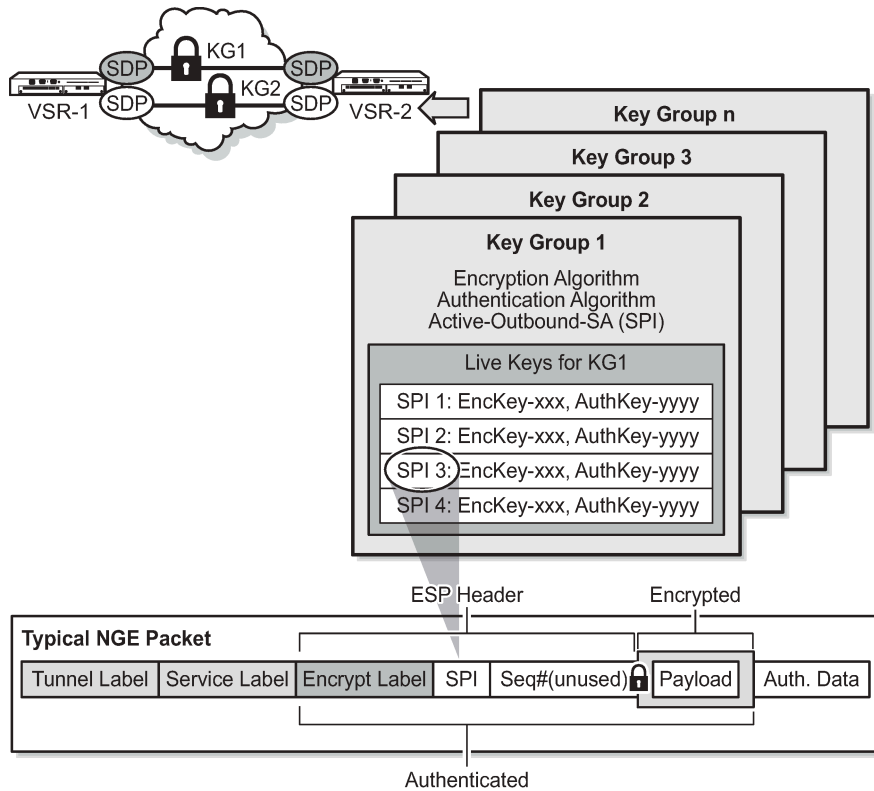 SDP
KG1
SDP
VSR-1
SDP
KG2
SDP
VSR-2
Key Group n
Key Group 3
Key Group 2
Key Group 1
Encryption Algorithm
Authentication Algorithm
Active-Outbound-SA (SPI)
Live Keys for KG1
SPI 1: EncKey-xxx, AuthKey-yyyy
SPI 2: EncKey-xxx, AuthKey-yyyy
SPI 3: EncKey-xxx, AuthKey-yyyy
SPI 4: EncKey-xxx, AuthKey-yyyy
ESP Header
Encrypted
Typical NGE Packet
Tunnel Label
Service Label
Encrypt Label
SPI
Seq#(unused)
Payload
Auth. Data
Authenticated